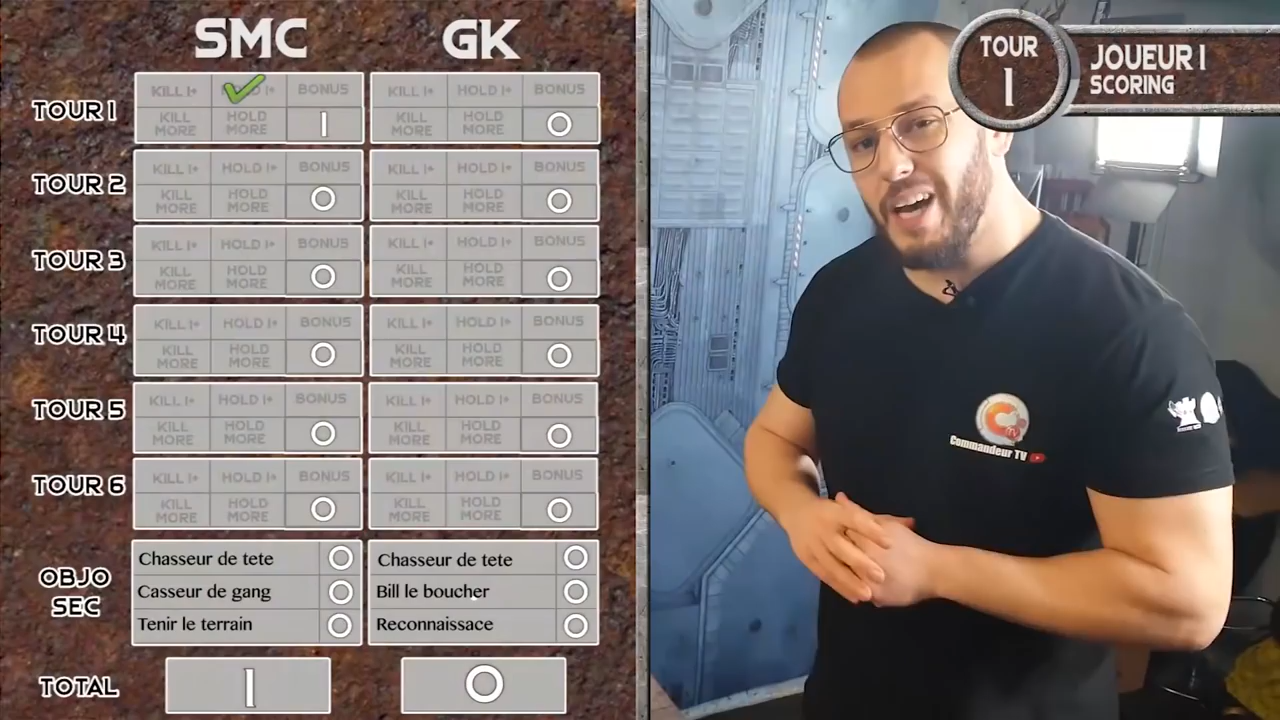 SMC GK
TOUR 1
KILL 1+ HOLD 1+ BONUS KILL 1+ HOLD 1+ BONUS
KILL MORE HOLD MORE 1 KILL MORE HOLD MORE 0
TOUR 2
KILL 1+ HOLD 1+ BONUS KILL 1+ HOLD 1+ BONUS
KILL MORE HOLD MORE 0 KILL MORE HOLD MORE 0
TOUR 3
KILL 1+ HOLD 1+ BONUS KILL 1+ HOLD 1+ BONUS
KILL MORE HOLD MORE 0 KILL MORE HOLD MORE 0
TOUR 4
KILL 1+ HOLD 1+ BONUS KILL 1+ HOLD 1+ BONUS
KILL MORE HOLD MORE 0 KILL MORE HOLD MORE 0
TOUR 5
KILL 1+ HOLD 1+ BONUS KILL 1+ HOLD 1+ BONUS
KILL MORE HOLD MORE 0 KILL MORE HOLD MORE 0
TOUR 6
KILL 1+ HOLD 1+ BONUS KILL 1+ HOLD 1+ BONUS
KILL MORE HOLD MORE 0 KILL MORE HOLD MORE 0
OBJO SEC
Chasseur de tete 0 Chasseur de tete 0
Casseur de gang 0 Bill le boucher 0
Tenir le terrain 0 Reconnaissace 0
TOTAL 1 0
TOUR 1
JOUEUR 1
SCORING
Commandeur TV